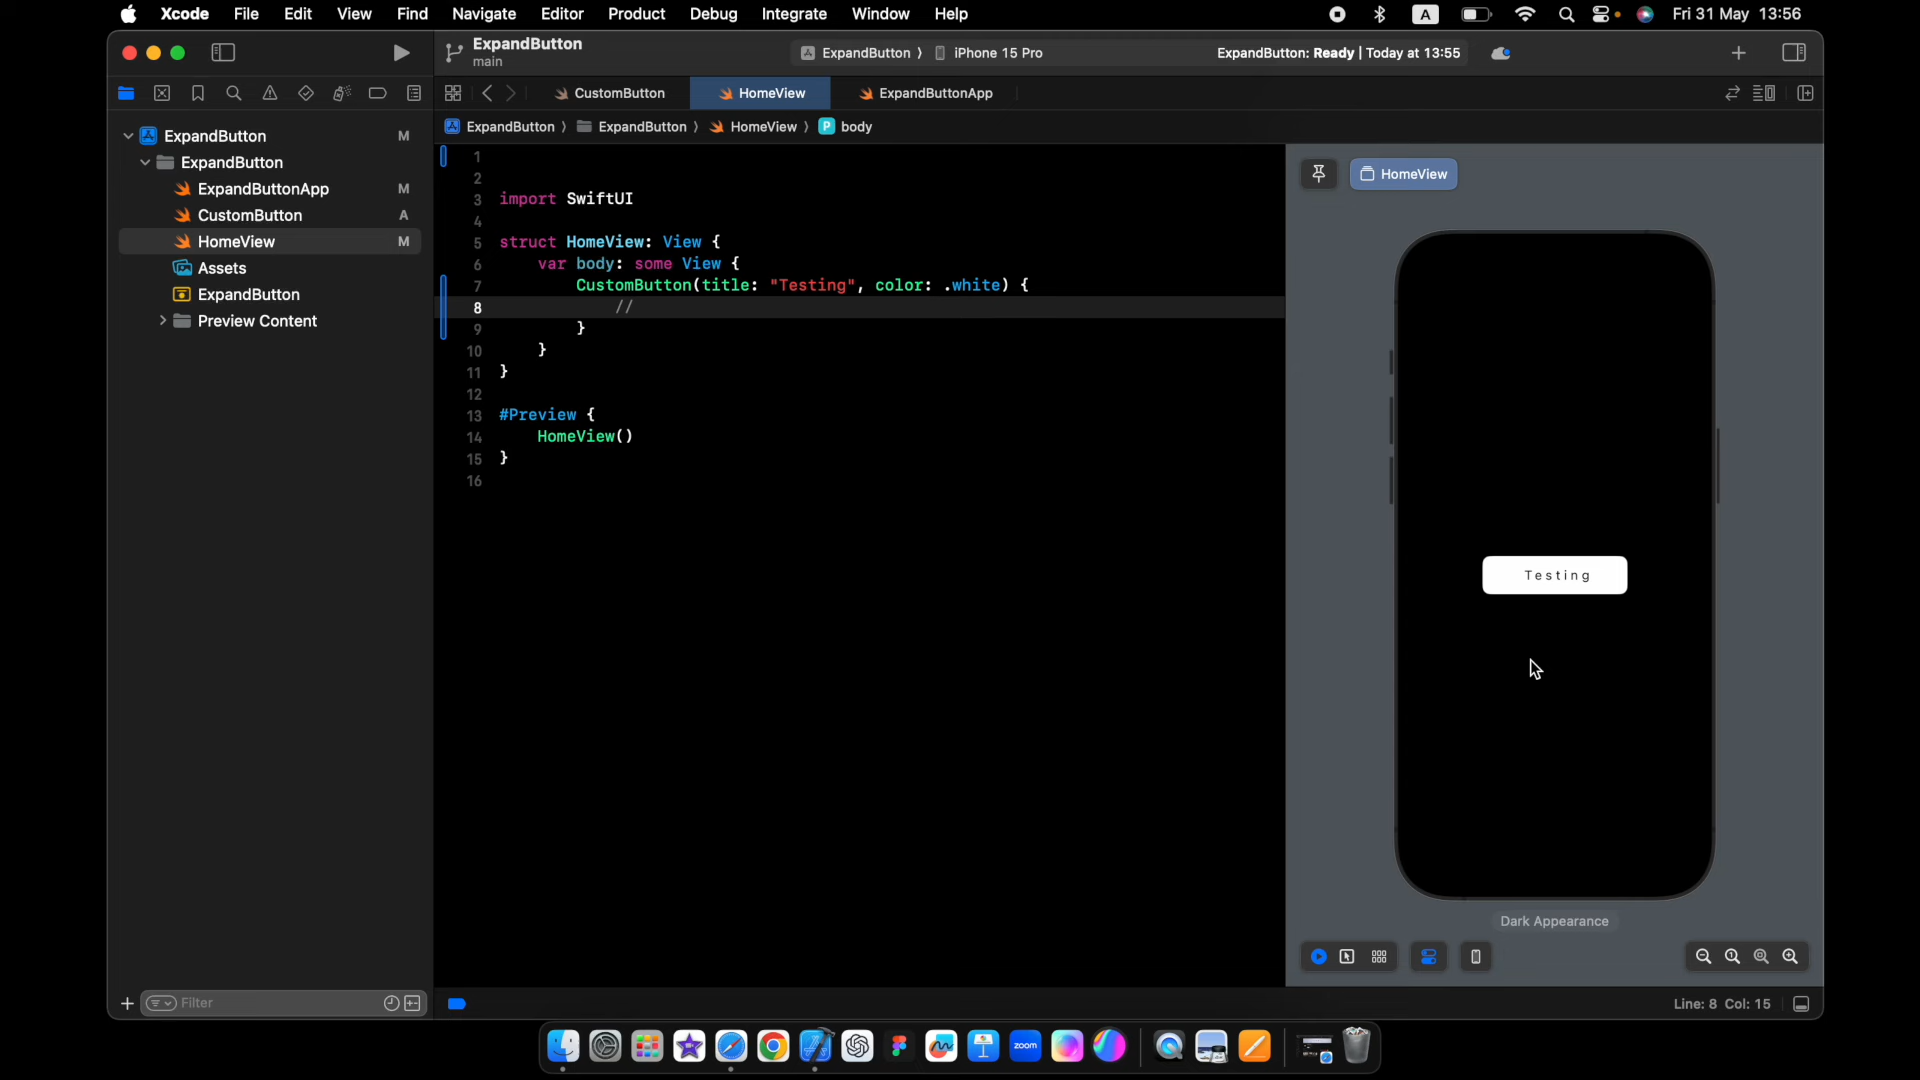 Xcode File Edit View Find Navigate Editor Product Debug Integrate Window Help A Fri 31 May 13:56
ExpandButton
main
ExpandButton iPhone 15 Pro
ExpandButton: Ready | Today at 13:55
CustomButton HomeView ExpandButtonApp
ExpandButton ExpandButton HomeView P body
ExpandButton M
ExpandButton
ExpandButtonApp M
CustomButton A
HomeView M
Assets
ExpandButton
Preview Content
1
2
3 import SwiftUI
4
5 struct HomeView: View {
6 var body: some View {
7 CustomButton(title: "Testing", color: .white) {
8 //
9 }
10 }
11 }
12
13 #Preview {
14 HomeView()
15 }
16
HomeView
Testing
Dark Appearance
Filter
Line: 8 Col: 15
zoom